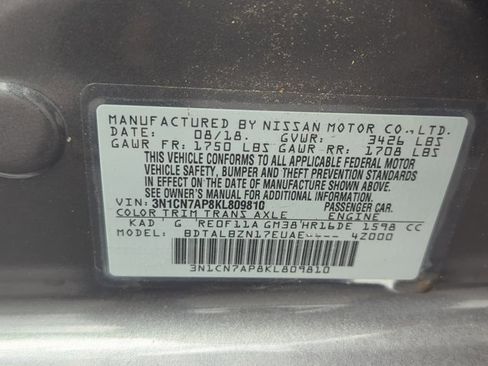 MANUFACTURED BY NISSAN MOTOR CO., LTD.
DATE: 08/18. GVWR: 3426 LBS
GAWR FR: 1750 LBS GAWR RR: 1708 LBS
THIS VEHICLE CONFORMS TO ALL APPLICABLE FEDERAL MOTOR
VEHICLE SAFETY, BUMPER AND THEFT PREVENTION STANDARDS
IN EFFECT ON THE DATE OF MANUFACTURE SHOWN ABOVE.
SEE OWNER'S MANUAL FOR ADDITIONAL INFORMATION.
VIN: 3N1CN7AP8KL809810 PASSENGER CAR.
COLOR TRIM TRANS AXLE ENGINE
KAD G RE0F11A GM38 HR16DE 1598 CC
MODEL: BDTALBZN17EUAE---- 42000
3N1CN7AP8KL809810